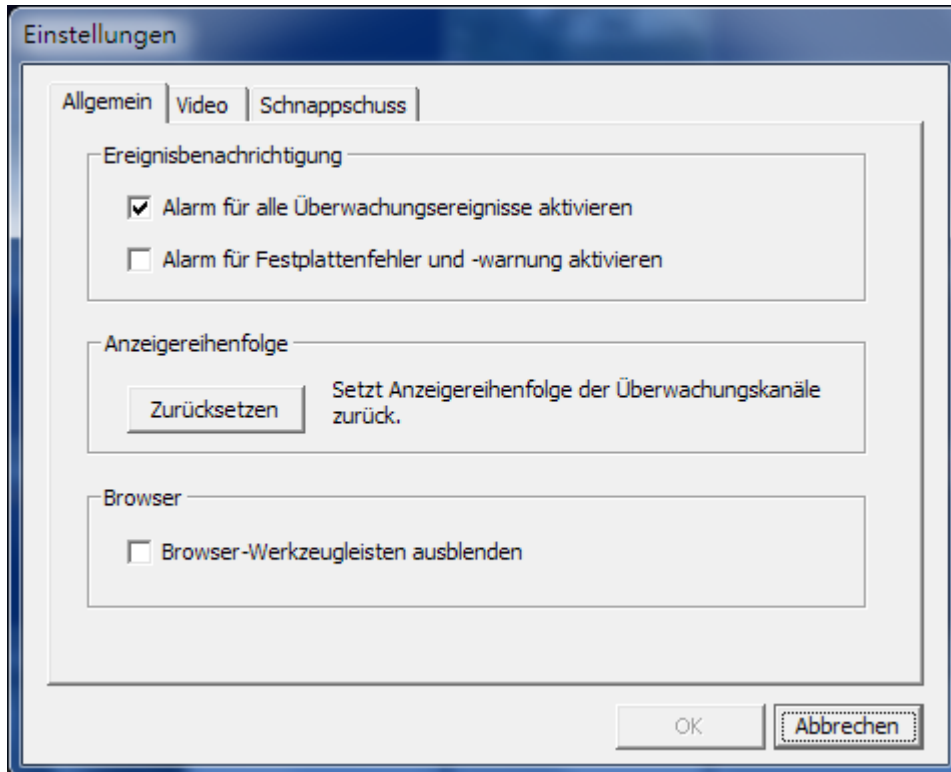 Einstellungen
Allgemein Video Schnappschuss
Ereignisbenachrichtigung
Alarm für alle Überwachungsereignisse aktivieren
Alarm für Festplattenfehler und -warnung aktivieren
Anzeigereihenfolge
Zurücksetzen
Setzt Anzeigereihenfolge der Überwachungskanäle
zurück.
Browser
Browser-Werkzeugleisten ausblenden
OK Abbrechen